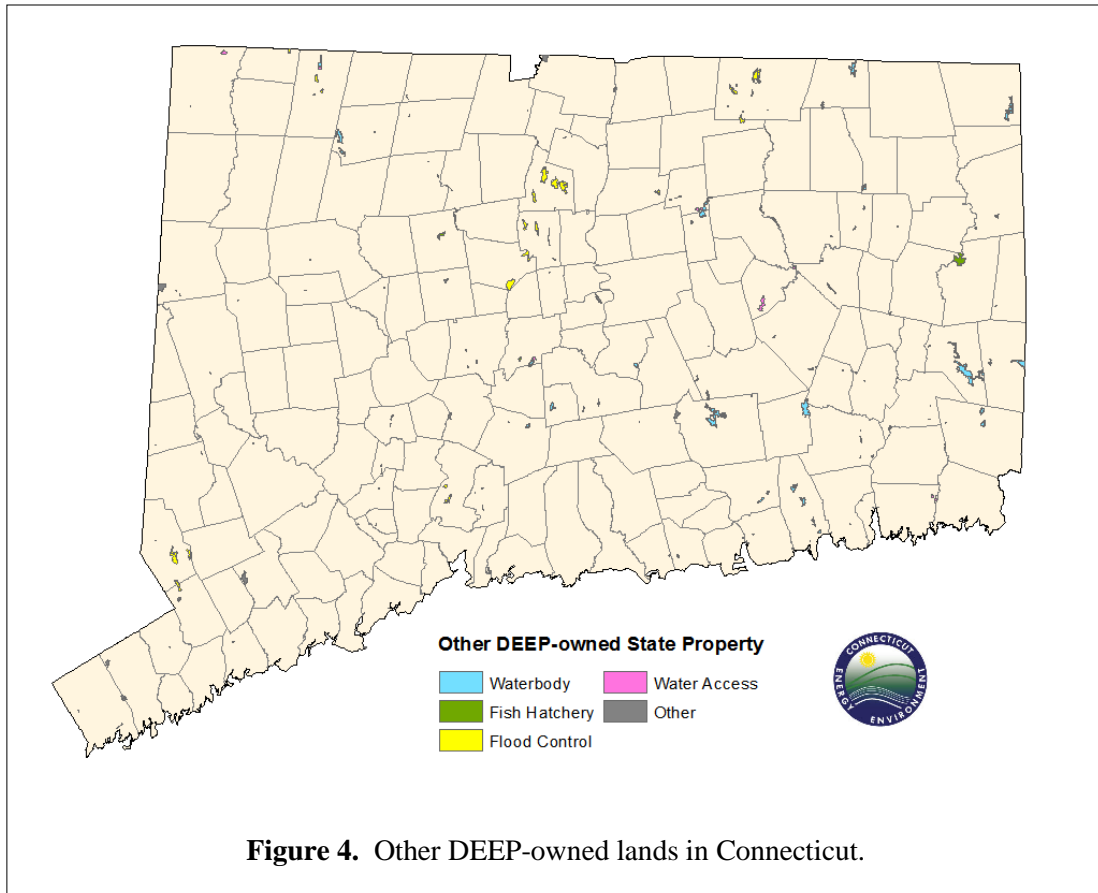 Other DEEP-owned State Property
Waterbody
Water Access
Fish Hatchery
Other
Flood Control
CONNECTICUT
ENERGY
ENVIRONMENT
Figure 4. Other DEEP-owned lands in Connecticut.